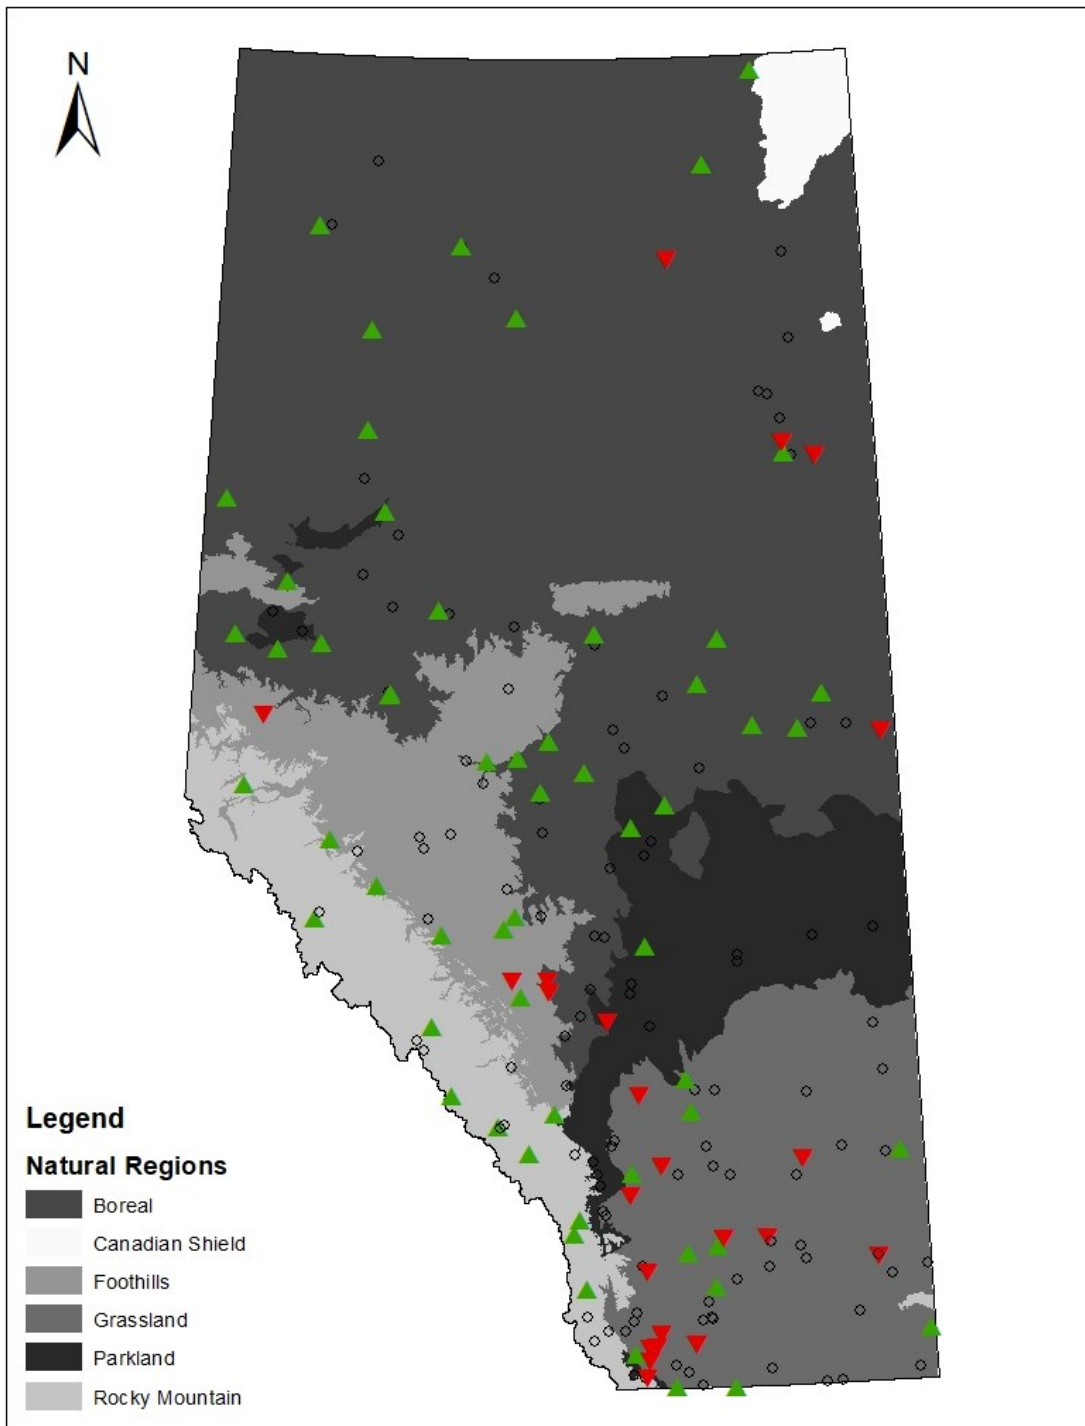 N
Legend
Natural Regions
Boreal
Canadian Shield
Foothills
Grassland
Parkland
Rocky Mountain